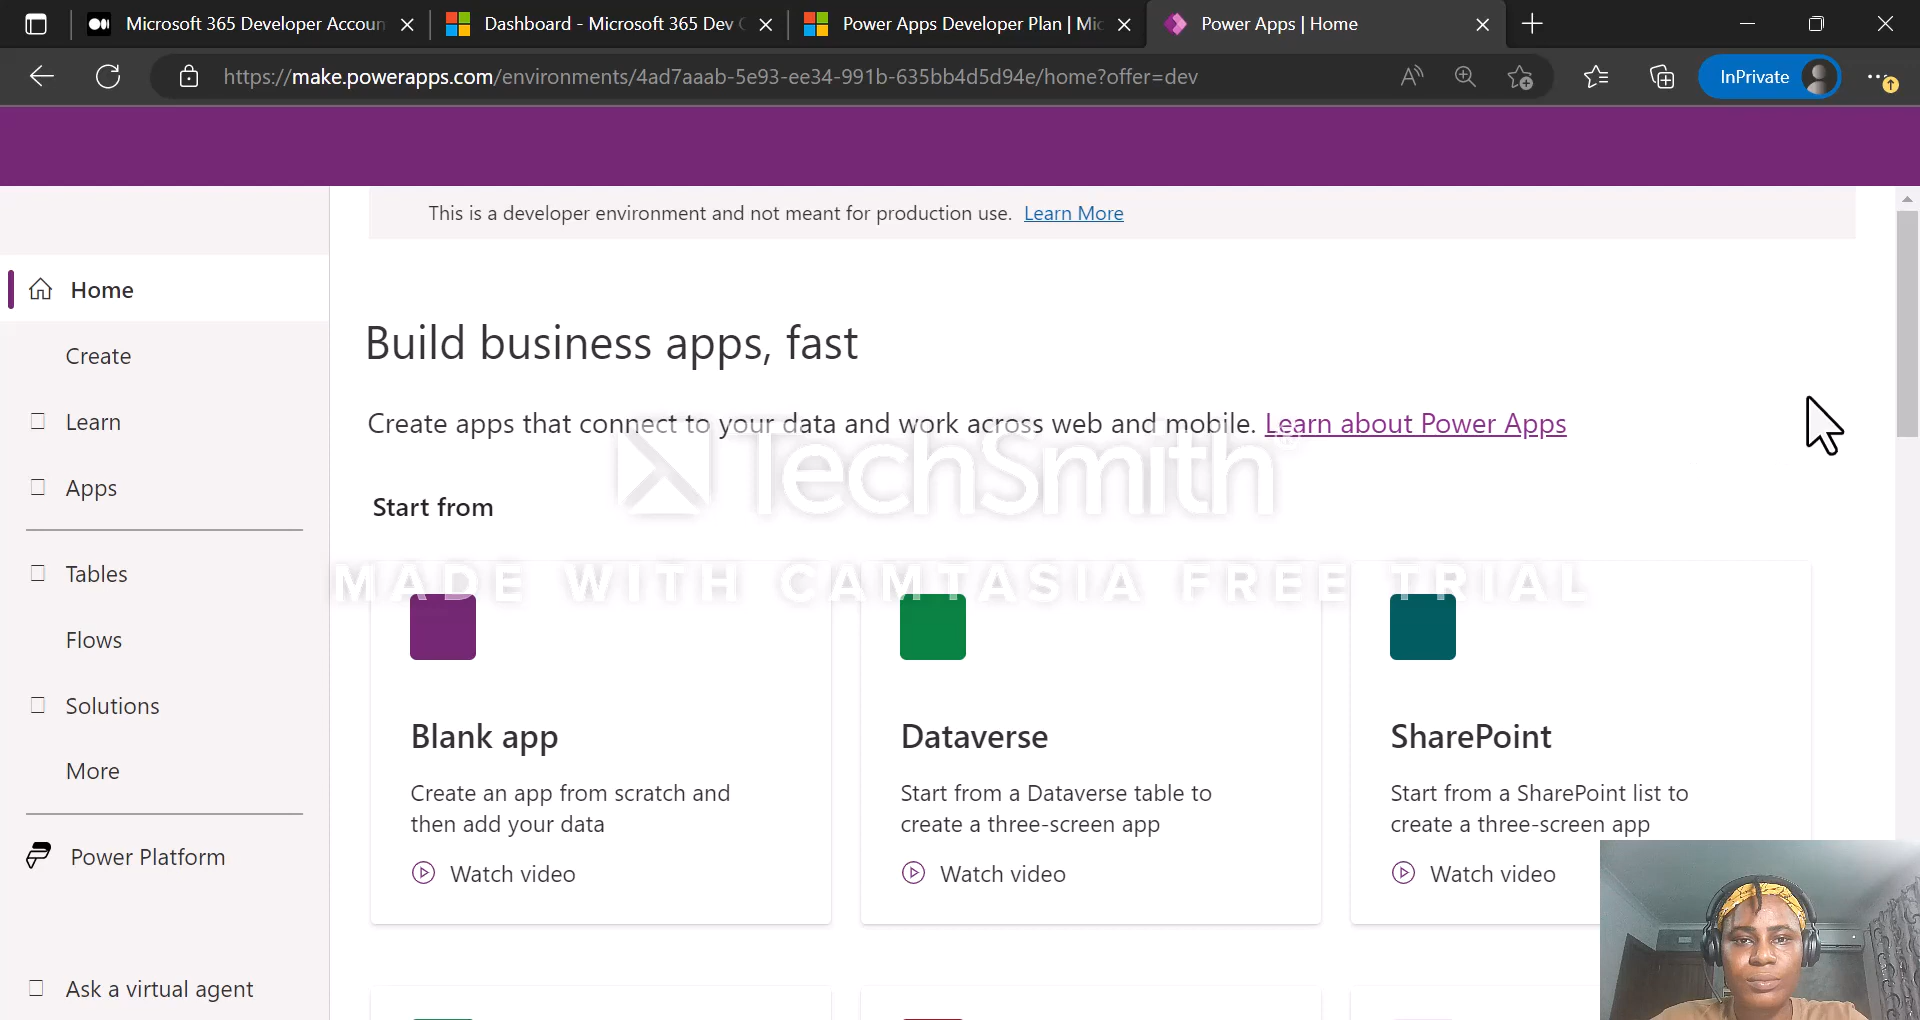 Microsoft 365 Developer Accoun
Dashboard - Microsoft 365 Dev C
Power Apps Developer Plan | Mic
Power Apps | Home
https://make.powerapps.com/environments/4ad7aaab-5e93-ee34-991b-635bb4d5d94e/home?offer=dev
InPrivate
This is a developer environment and not meant for production use. Learn More
Home
Create
Learn
Apps
Tables
Flows
Solutions
More
Power Platform
Ask a virtual agent
Build business apps, fast
Create apps that connect to your data and work across web and mobile. Learn about Power Apps
TechSmith
Start from
MADE WITH CAMTASIA FREE TRIAL
Blank app
Create an app from scratch and
then add your data
Watch video
Dataverse
Start from a Dataverse table to
create a three-screen app
Watch video
SharePoint
Start from a SharePoint list to
create a three-screen app
Watch video